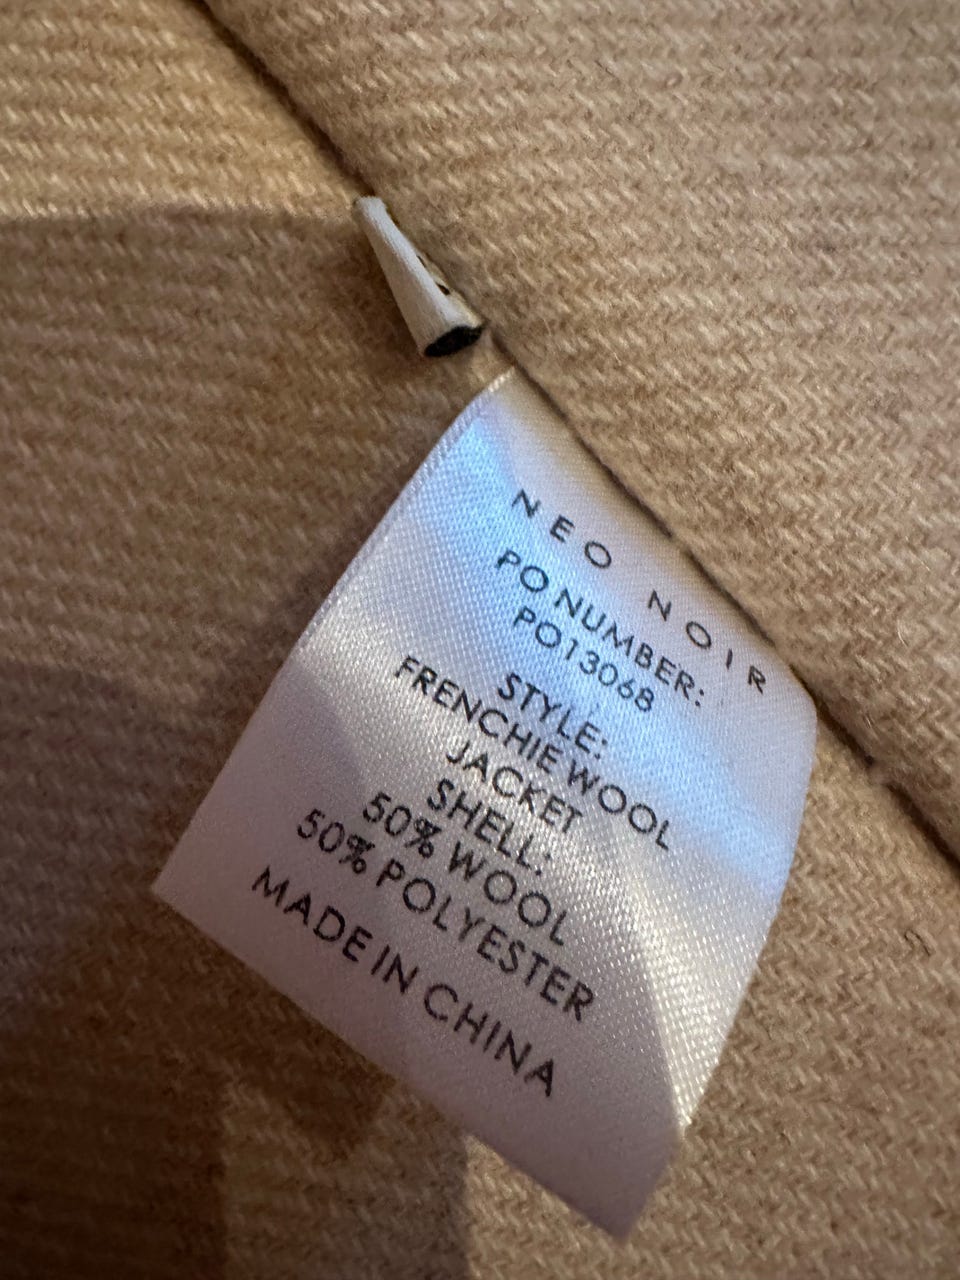 NEO NOIR
PO NUMBER:
PO13068
STYLE:
FRENCHIE WOOL
JACKET
SHELL:
50% WOOL
50% POLYESTER
MADE IN CHINA